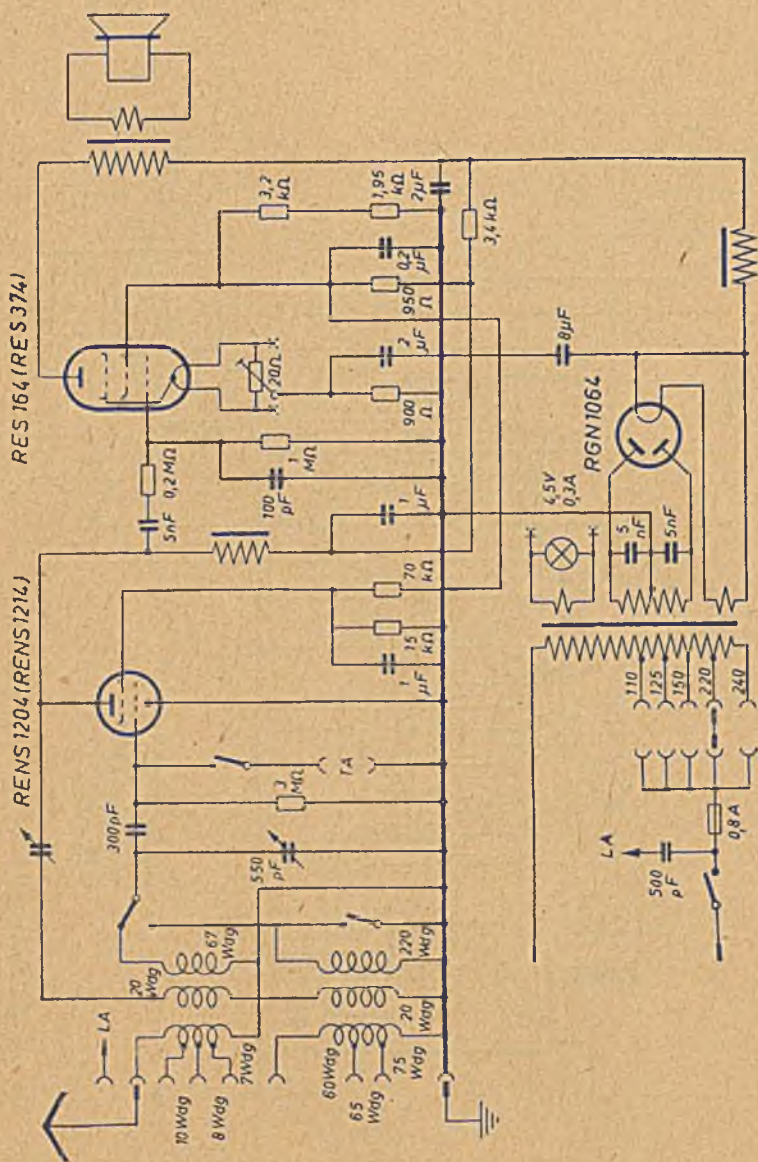 RENS 1204 (RENS 1214)
RES 164 (RES 374)
LA
10 Wdg
8 Wdg
7 Wdg
20
Wdg
67
Wdg
60 Wdg
65
Wdg
75
Wdg
20
Wdg
220
Wdg
300 pF
550
pF
3
MΩ
TA
1
µF
15
kΩ
70
kΩ
5nF
0,2 MΩ
100
pF
1
MΩ
1
µF
20Ω
900
Ω
2
µF
950
Ω
0,2
µF
3,2
kΩ
1,95
kΩ
2µF
3,4 kΩ
8µF
RGN 1064
4,5V
0,3A
5
nF
5nF
110
125
150
220
240
0,8 A
LA
500
pF